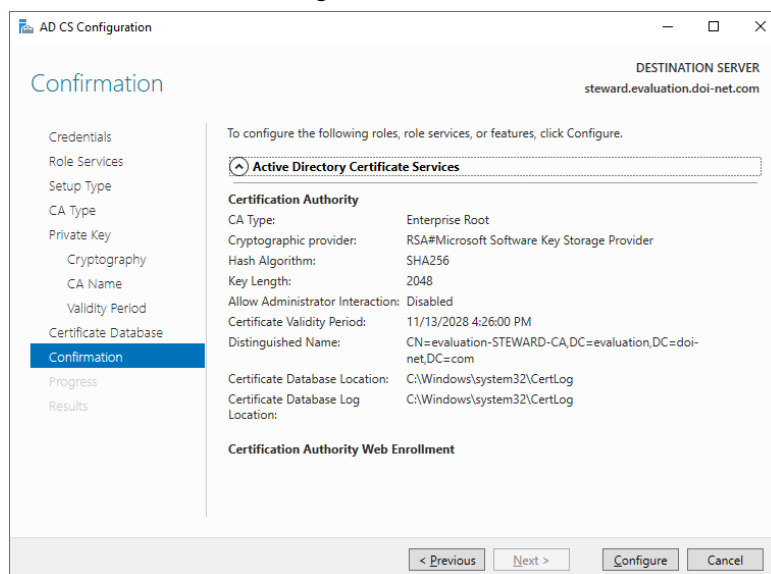 AD CS Configuration
DESTINATION SERVER
steward.evaluation.doi-net.com
Confirmation
Credentials
Role Services
Setup Type
CA Type
Private Key
Cryptography
CA Name
Validity Period
Certificate Database
Confirmation
Progress
Results
To configure the following roles, role services, or features, click Configure.
Active Directory Certificate Services
Certification Authority
CA Type: Enterprise Root
Cryptographic provider: RSA#Microsoft Software Key Storage Provider
Hash Algorithm: SHA256
Key Length: 2048
Allow Administrator Interaction: Disabled
Certificate Validity Period: 11/13/2028 4:26:00 PM
Distinguished Name: CN=evaluation-STEWARD-CA,DC=evaluation,DC=doi-
net,DC=com
Certificate Database Location: C:\Windows\system32\CertLog
Certificate Database Log C:\Windows\system32\CertLog
Location:
Certification Authority Web Enrollment
< Previous Next > Configure Cancel